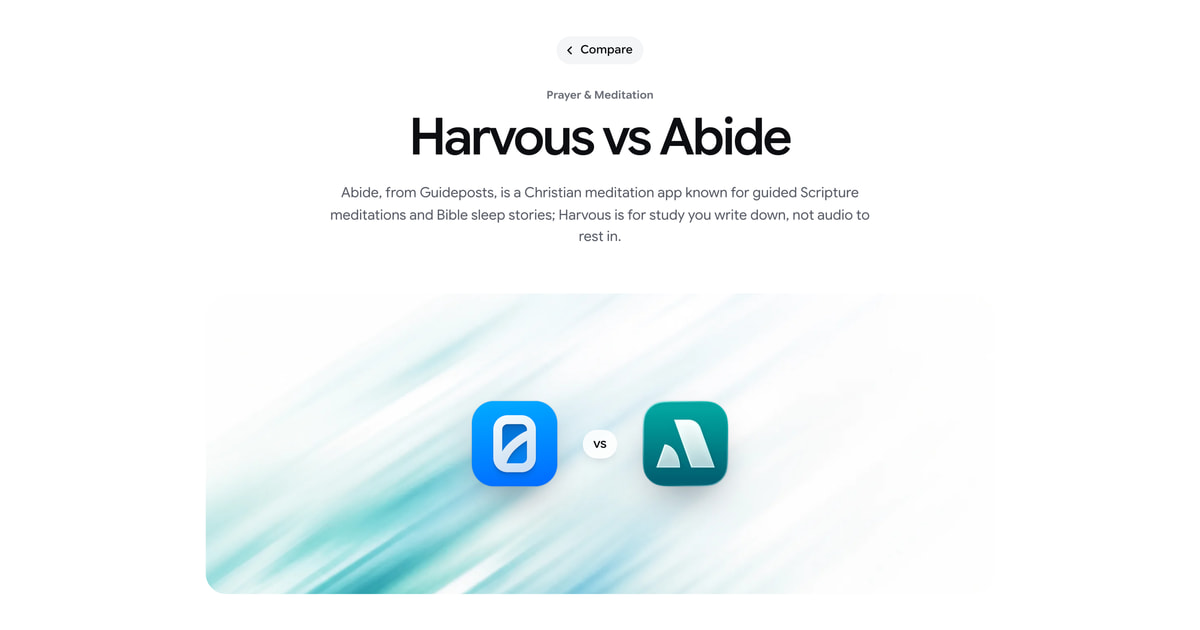 Compare
Prayer & Meditation
Harvous vs Abide
Abide, from Guideposts, is a Christian meditation app known for guided Scripture
meditations and Bible sleep stories; Harvous is for study you write down, not audio to
rest in.
vs